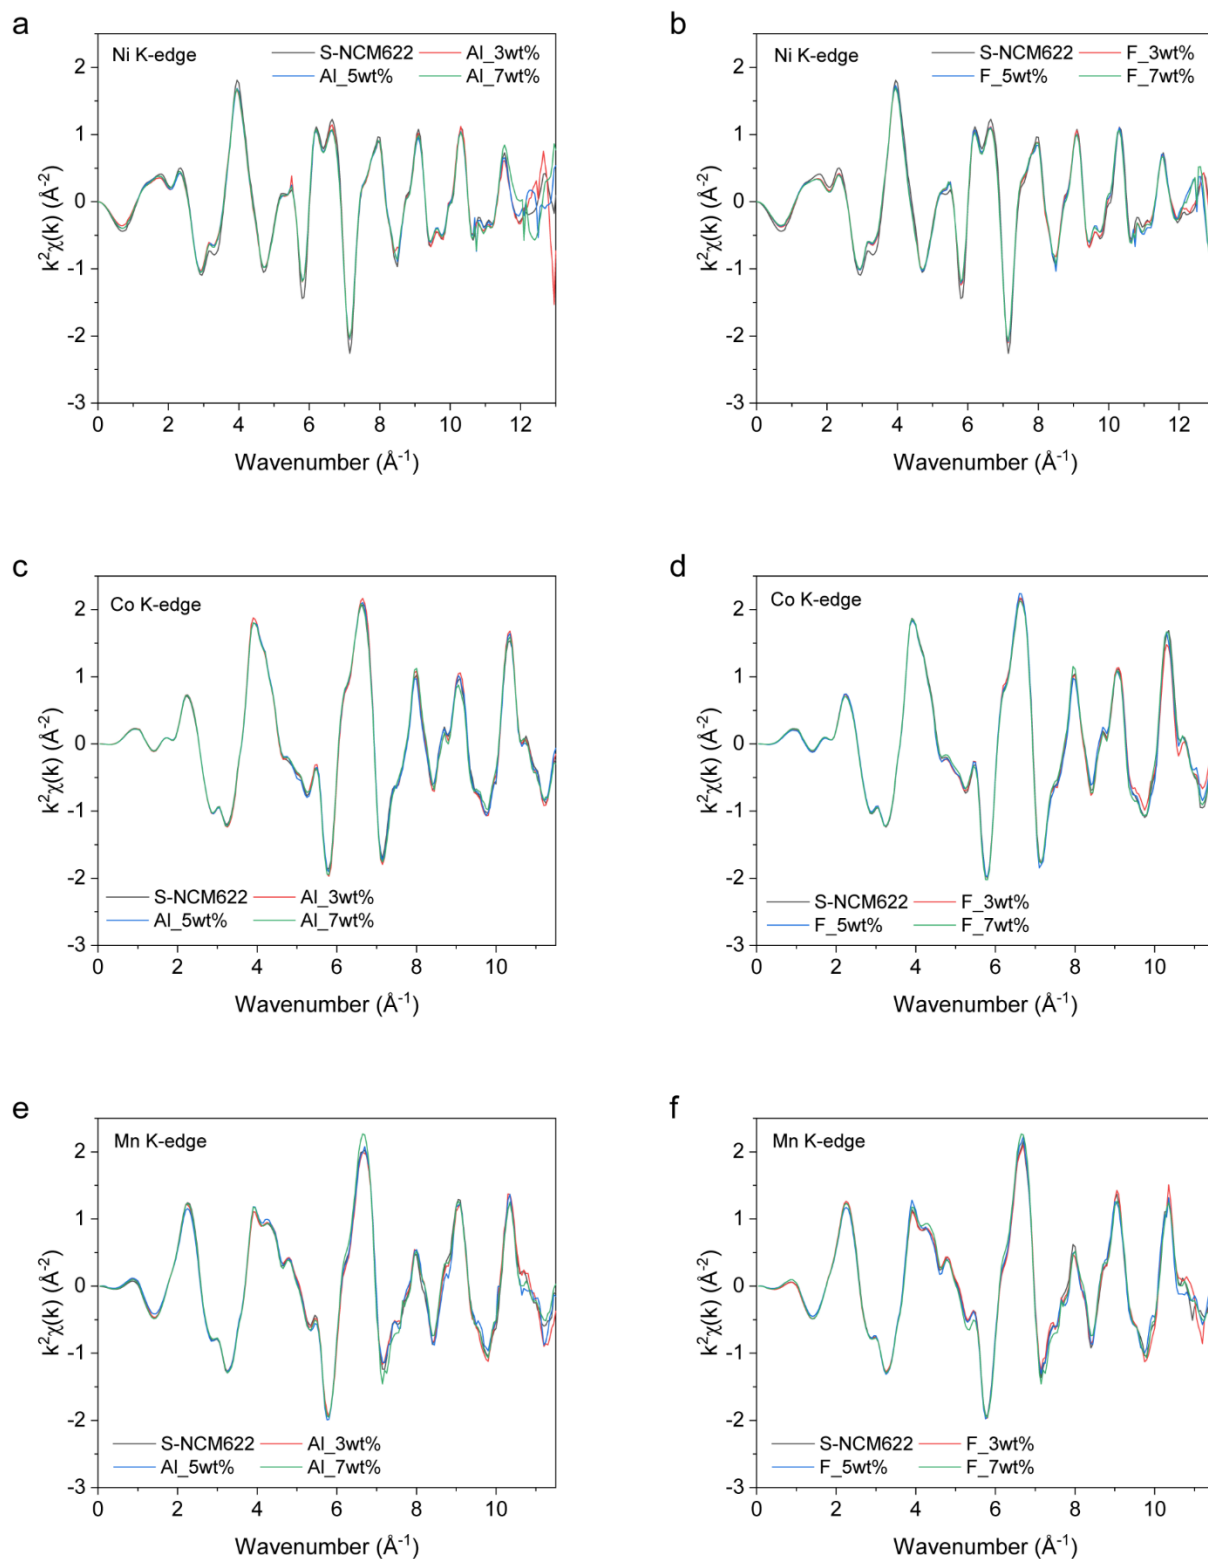 a
Ni K-edge
S-NCM622 Al_3wt%
Al_5wt% Al_7wt%
2
1
0
-1
-2
-3
k²χ(k) (Å⁻²)
0 2 4 6 8 10 12
Wavenumber (Å⁻¹)
b
Ni K-edge
S-NCM622 F_3wt%
F_5wt% F_7wt%
2
1
0
-1
-2
-3
k²χ(k) (Å⁻²)
0 2 4 6 8 10 12
Wavenumber (Å⁻¹)
c
Co K-edge
2
1
0
-1
-2
-3
k²χ(k) (Å⁻²)
S-NCM622 Al_3wt%
Al_5wt% Al_7wt%
0 2 4 6 8 10
Wavenumber (Å⁻¹)
d
Co K-edge
2
1
0
-1
-2
-3
k²χ(k) (Å⁻²)
S-NCM622 F_3wt%
F_5wt% F_7wt%
0 2 4 6 8 10
Wavenumber (Å⁻¹)
e
Mn K-edge
2
1
0
-1
-2
-3
k²χ(k) (Å⁻²)
S-NCM622 Al_3wt%
Al_5wt% Al_7wt%
0 2 4 6 8 10
Wavenumber (Å⁻¹)
f
Mn K-edge
2
1
0
-1
-2
-3
k²χ(k) (Å⁻²)
S-NCM622 F_3wt%
F_5wt% F_7wt%
0 2 4 6 8 10
Wavenumber (Å⁻¹)